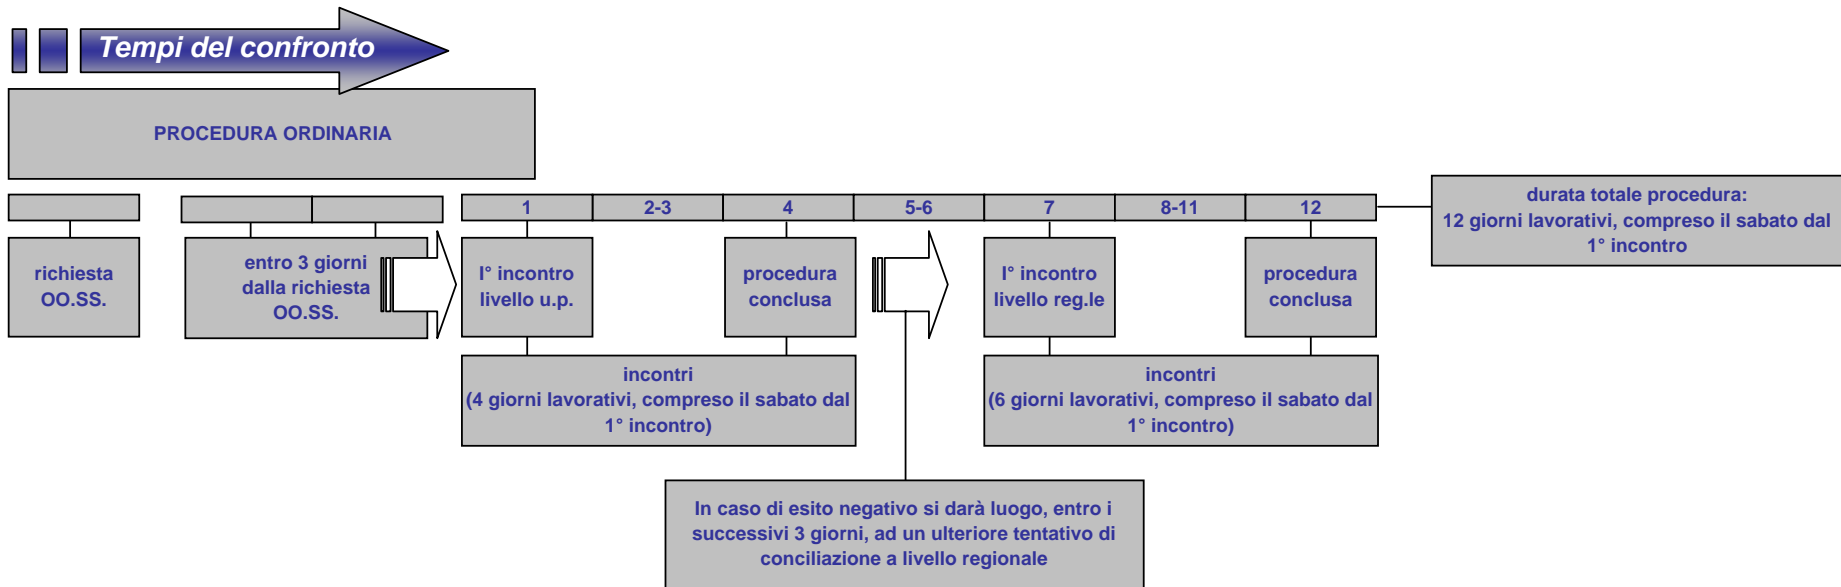 Tempi del confronto
PROCEDURA ORDINARIA
1
2-3
4
5-6
7
8-11
12
durata totale procedura:
12 giorni lavorativi, compreso il sabato dal
1° incontro
richiesta
OO.SS.
entro 3 giorni
dalla richiesta
OO.SS.
I° incontro
livello u.p.
procedura
conclusa
I° incontro
livello reg.le
procedura
conclusa
incontri
(4 giorni lavorativi, compreso il sabato dal
1° incontro)
incontri
(6 giorni lavorativi, compreso il sabato dal
1° incontro)
In caso di esito negativo si darà luogo, entro i
successivi 3 giorni, ad un ulteriore tentativo di
conciliazione a livello regionale